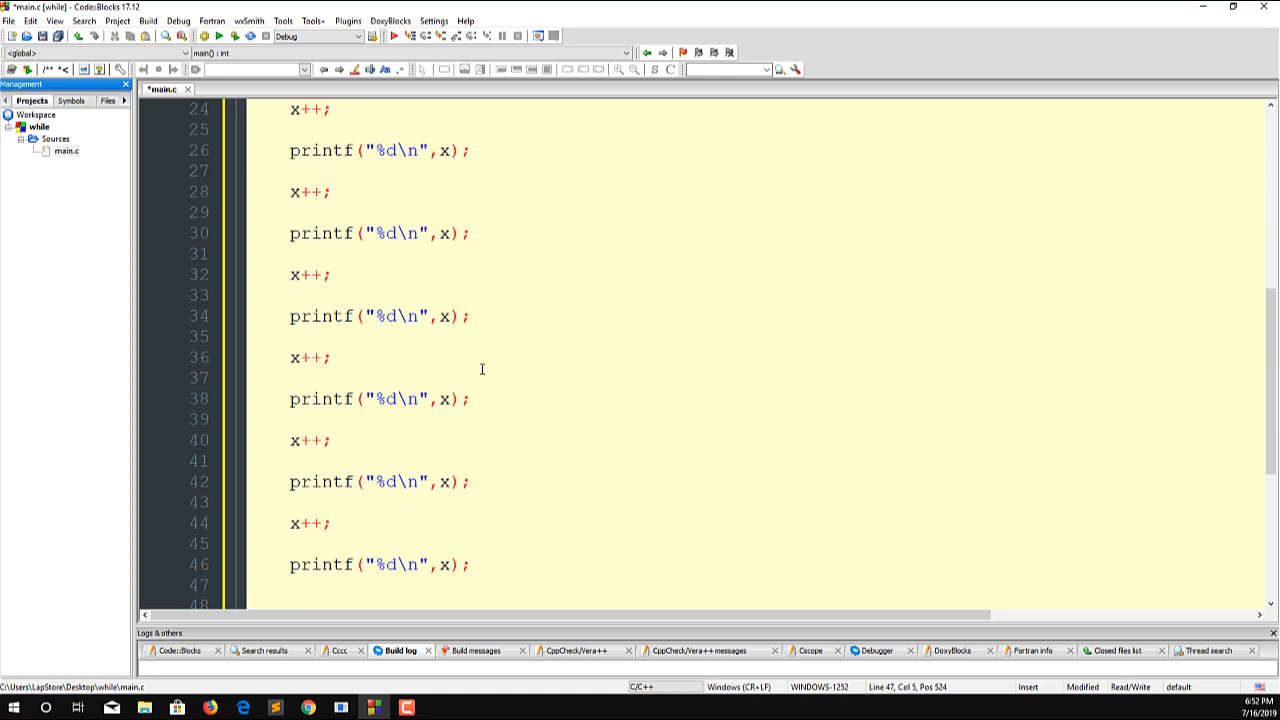 *main.c [while] - Code::Blocks 17.12
File Edit View Search Project Build Debug Fortran wxSmith Tools Tools+ Plugins DoxyBlocks Settings Help
Debug
<global> main() : int
/** *<
S C
Management
Projects Symbols Files
*main.c
Workspace
while
Sources
main.c
24 x++;
25
26 printf("%d\n",x);
27
28 x++;
29
30 printf("%d\n",x);
31
32 x++;
33
34 printf("%d\n",x);
35
36 x++;
37
38 printf("%d\n",x);
39
40 x++;
41
42 printf("%d\n",x);
43
44 x++;
45
46 printf("%d\n",x);
47
48
Logs & others
Code::Blocks Search results Cccc Build log Build messages CppCheck/Vera++ CppCheck/Vera++ messages Cscope Debugger DoxyBlocks Fortran info Closed files list Thread search
C:\Users\LapStore\Desktop\while\main.c C/C++ Windows (CR+LF) WINDOWS-1252 Line 47, Col 5, Pos 524 Insert Modified Read/Write default
6:52 PM
7/16/2019